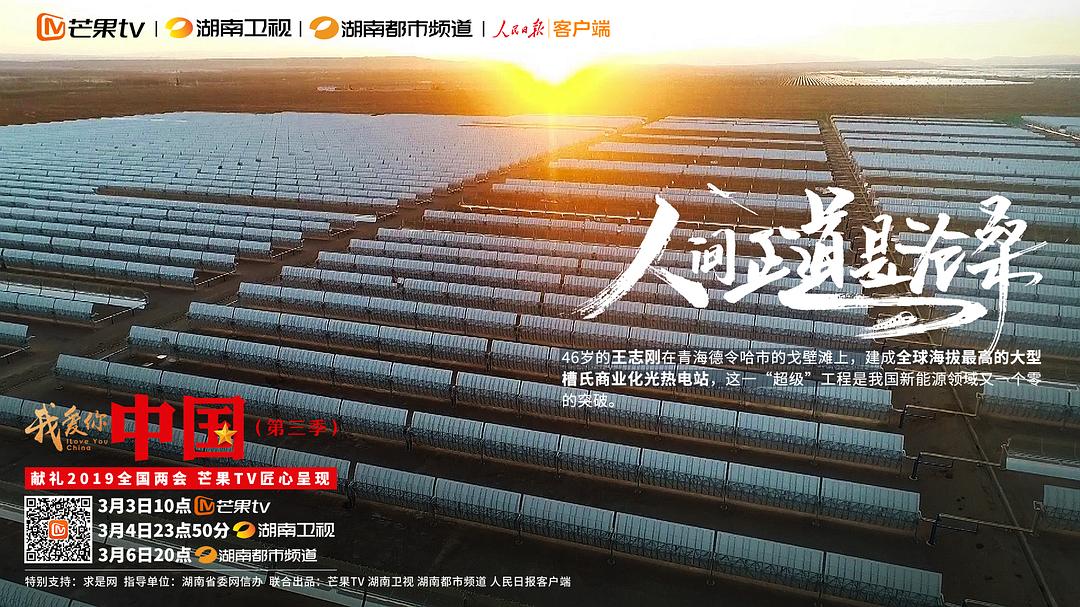 芒果tv | 湖南卫视 | 湖南都市频道 | 人民日报 | 客户端
人间正道是沧桑
46岁的王志刚在青海德令哈市的戈壁滩上，建成全球海拔最高的大型
槽氏商业化光热电站，这一“超级”工程是我国新能源领域又一个零
的突破。
我爱你中国（第三季）
I Love You
China
献礼2019全国两会 芒果TV匠心呈现
3月3日10点 芒果tv
3月4日23点50分 湖南卫视
3月6日20点 湖南都市频道
特别支持：求是网 指导单位：湖南省委网信办 联合出品：芒果TV 湖南卫视 湖南都市频道 人民日报客户端